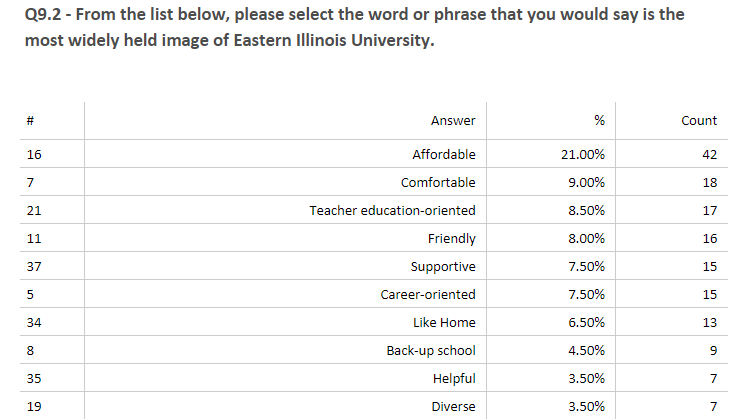 Q9.2 - From the list below, please select the word or phrase that you would say is the
most widely held image of Eastern Illinois University.
# Answer % Count
16 Affordable 21.00% 42
7 Comfortable 9.00% 18
21 Teacher education-oriented 8.50% 17
11 Friendly 8.00% 16
37 Supportive 7.50% 15
5 Career-oriented 7.50% 15
34 Like Home 6.50% 13
8 Back-up school 4.50% 9
35 Helpful 3.50% 7
19 Diverse 3.50% 7